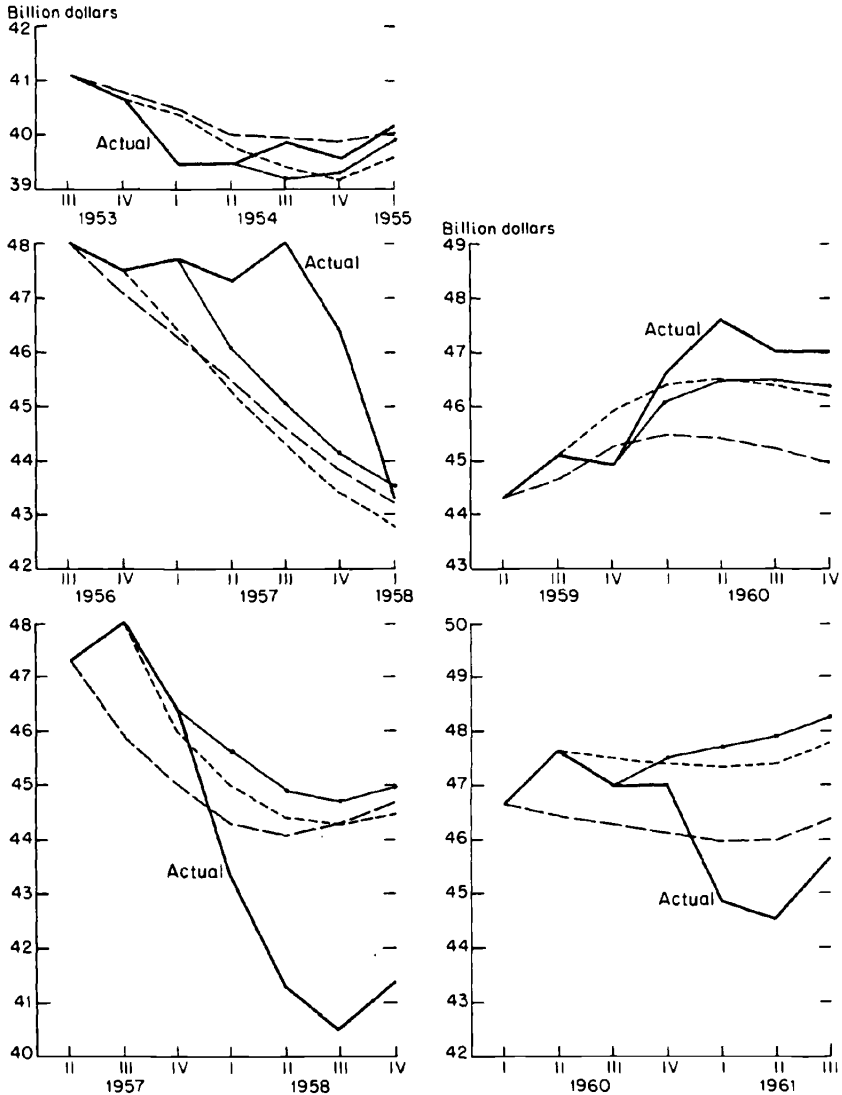 Billion dollars
41
40
39
Actual
III IV I II III IV I
1953 1954 1955
48
47
46
45
44
43
42
Actual
III IV I II III IV I
1956 1957 1958
Billion dollars
49
48
47
46
45
44
43
Actual
II III IV I II III IV
1959 1960
48
47
46
45
44
43
42
41
40
Actual
II III IV I II III IV
1957 1958
50
49
48
47
46
45
44
43
42
Actual
I II III IV I II III
1960 1961